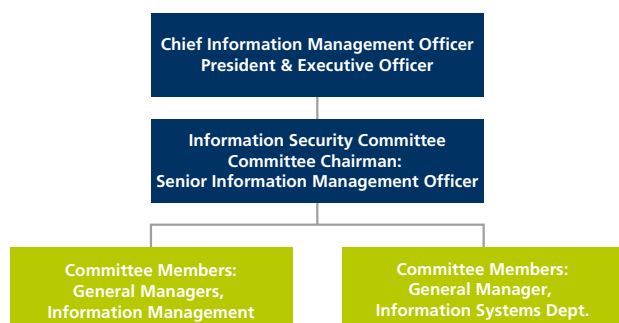 Chief Information Management Officer
President & Executive Officer
Information Security Committee
Committee Chairman:
Senior Information Management Officer
Committee Members:
General Managers,
Information Management
Committee Members:
General Manager,
Information Systems Dept.